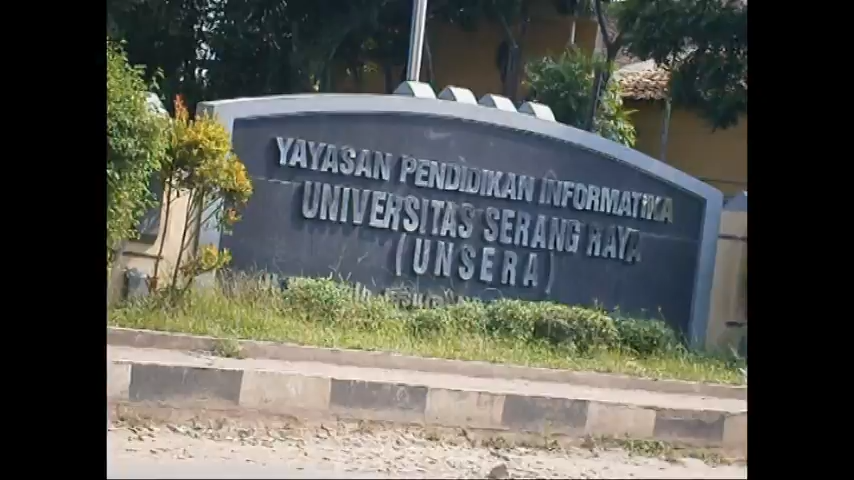 YAYASAN PENDIDIKAN INFORMATIKA
UNIVERSITAS SERANG RAYA
(UNSERA)